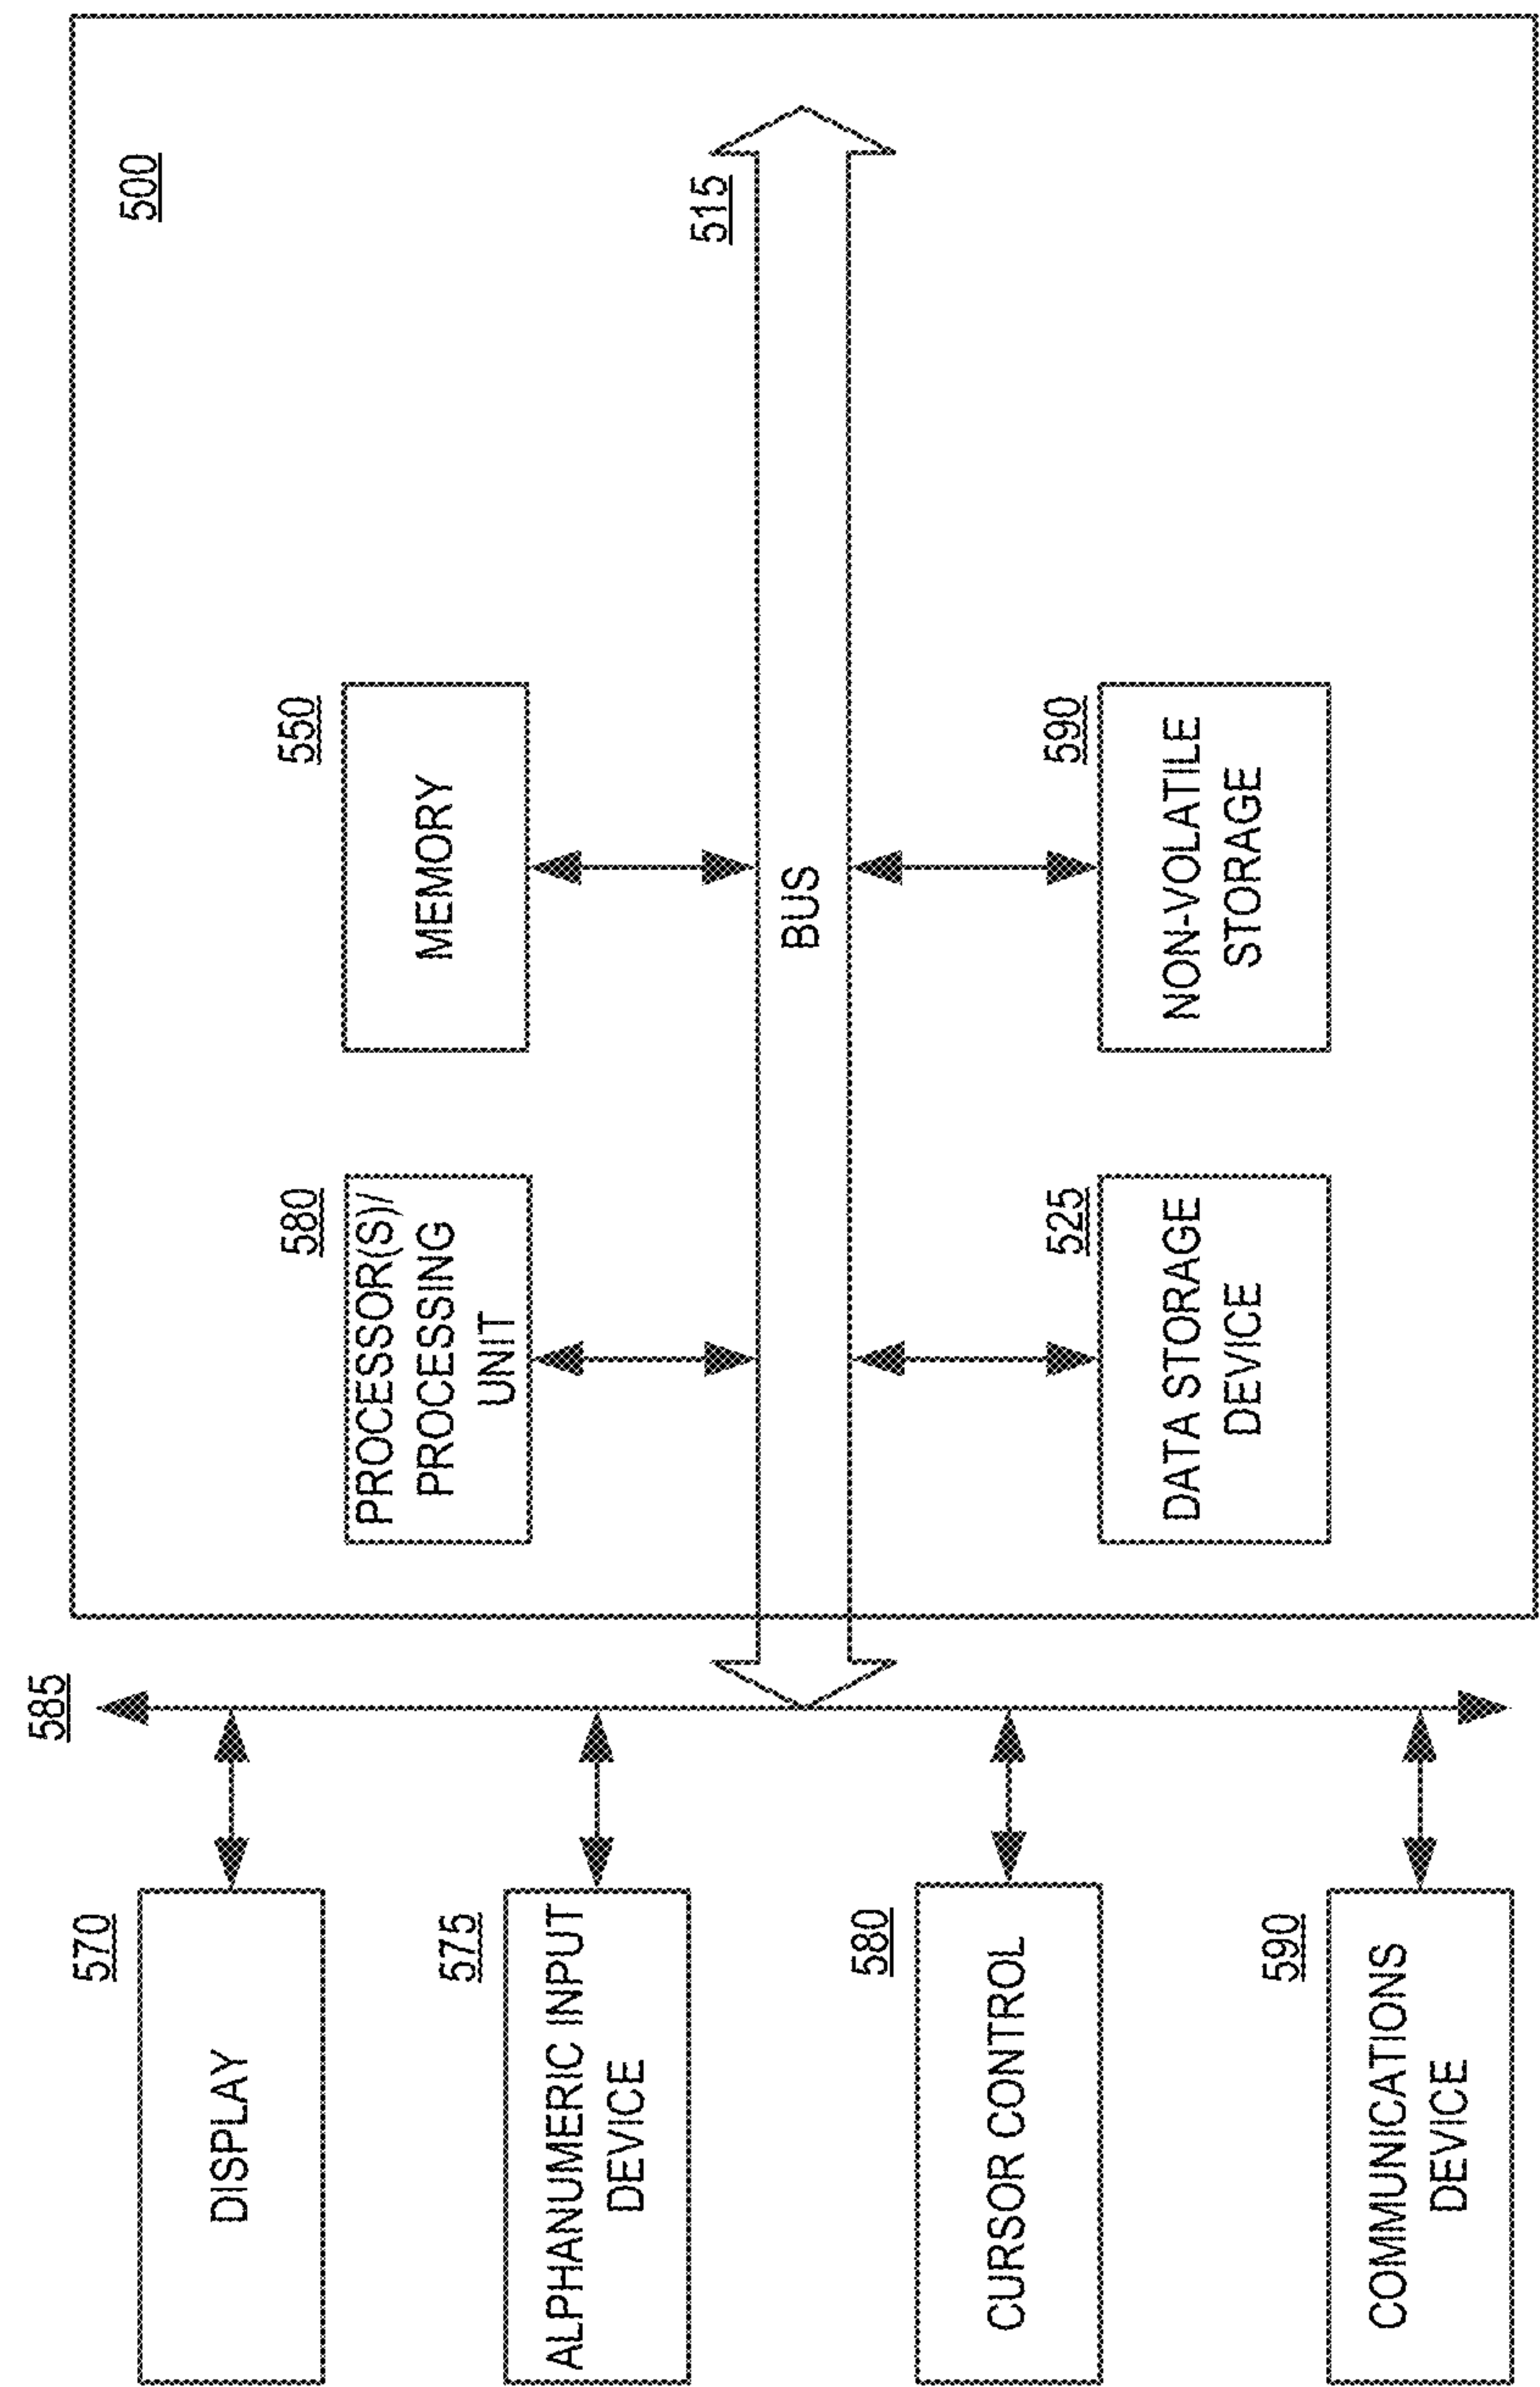 500
570
DISPLAY
585
580
PROCESSOR(S)/
PROCESSING
UNIT
550
MEMORY
575
ALPHANUMERIC INPUT
DEVICE
515
BUS
580
CURSOR CONTROL
525
DATA STORAGE
DEVICE
590
NON-VOLATILE
STORAGE
590
COMMUNICATIONS
DEVICE